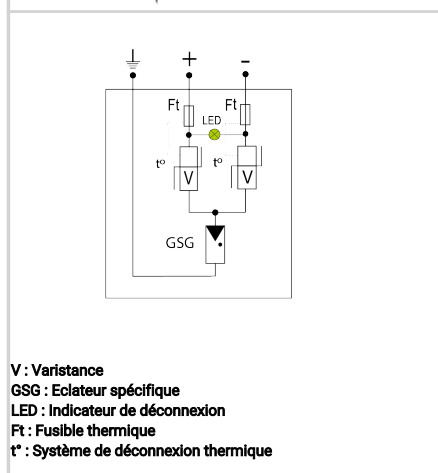 + -
Ft Ft
LED
t° t°
V V
GSG
V : Varistance
GSG : Eclateur spécifique
LED : Indicateur de déconnexion
Ft : Fusible thermique
t° : Système de déconnexion thermique